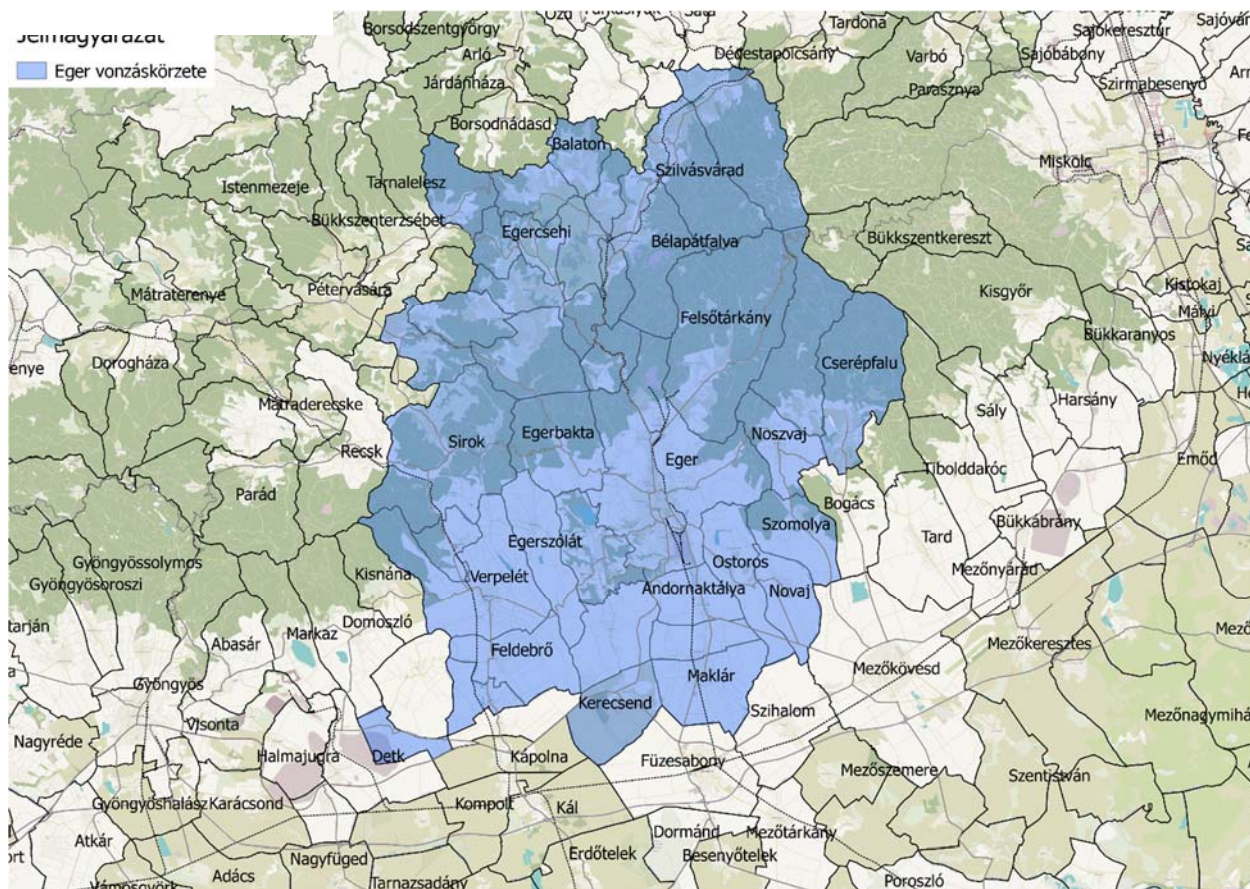 Jelmagyarázat
Eger vonzáskörzete
Borsodszentgyörgy
Tardona
Sajókeresztúr
Arló
Dédestapolcsány
Varbó
Sajóbábony
Járdánháza
Parasznya
Szirmabesenyő
Borsodnádasd
Balaton
Miskolc
Szilvásvárad
Istenmezeje
Tarnalelesz
Bükkszenterzsébet
Egercsehi
Bélapátfalva
Bükkszentkereszt
Mátraterenye
Pétervására
Kisgyőr
Kistokaj
Felsőtárkány
Mályi
Bükkaranyos
Dorogháza
Cserépfalu
Mátraderecske
Sály
Harsány
Recsk
Sirok
Egerbakta
Noszvaj
Eger
Emőd
Tibolddaróc
Parád
Bogács
Bükkábrány
Szomolya
Tard
Egerszólát
Gyöngyössolymos
Ostoros
Mezőnyárád
Gyöngyösoroszi
Kisnána
Verpelét
Andornaktálya
Novaj
Domoszló
Markaz
Abasár
Mezőkeresztes
Feldebrő
Mezőkövesd
Maklár
Gyöngyös
Kerecsend
Szihalom
Visonta
Nagyréde
Halmajugra
Detk
Kápolna
Füzesabony
Mezőszemere
Szentistván
Gyöngyöshalász
Karácsond
Kompolt
Kál
Atkár
Dormánd
Mezőtárkány
Nagyfüged
Erdőtelek
Besenyőtelek
Adács
Tarnazsadány
Poroszló
Vámosgyörk